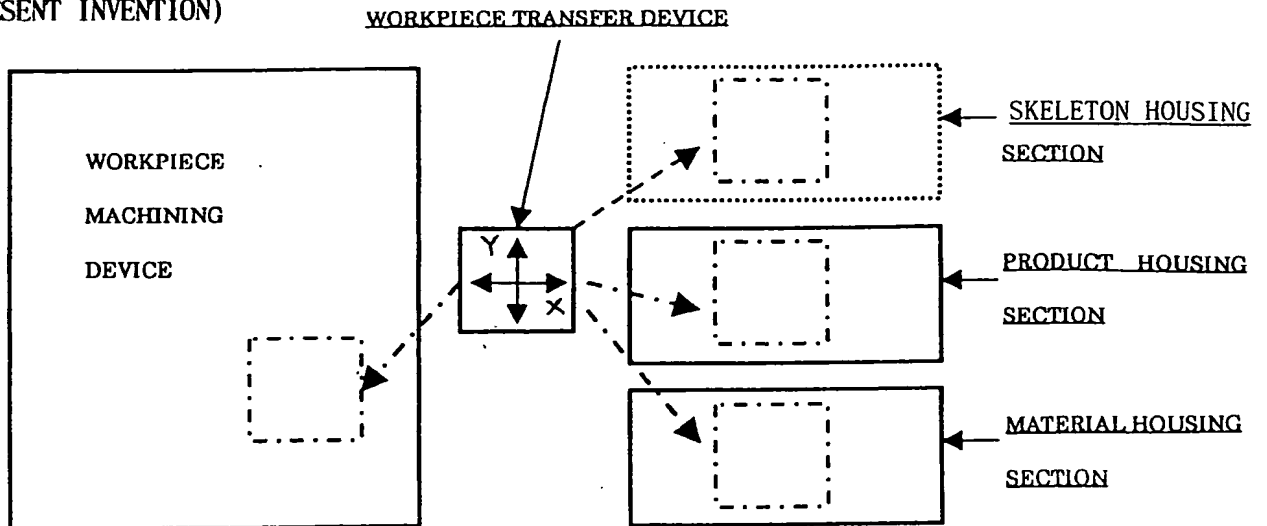 SENT INVENTION)
WORKPIECE TRANSFER DEVICE
WORKPIECE
MACHINING
DEVICE
Y
X
SKELETON HOUSING
SECTION
PRODUCT HOUSING
SECTION
MATERIAL HOUSING
SECTION